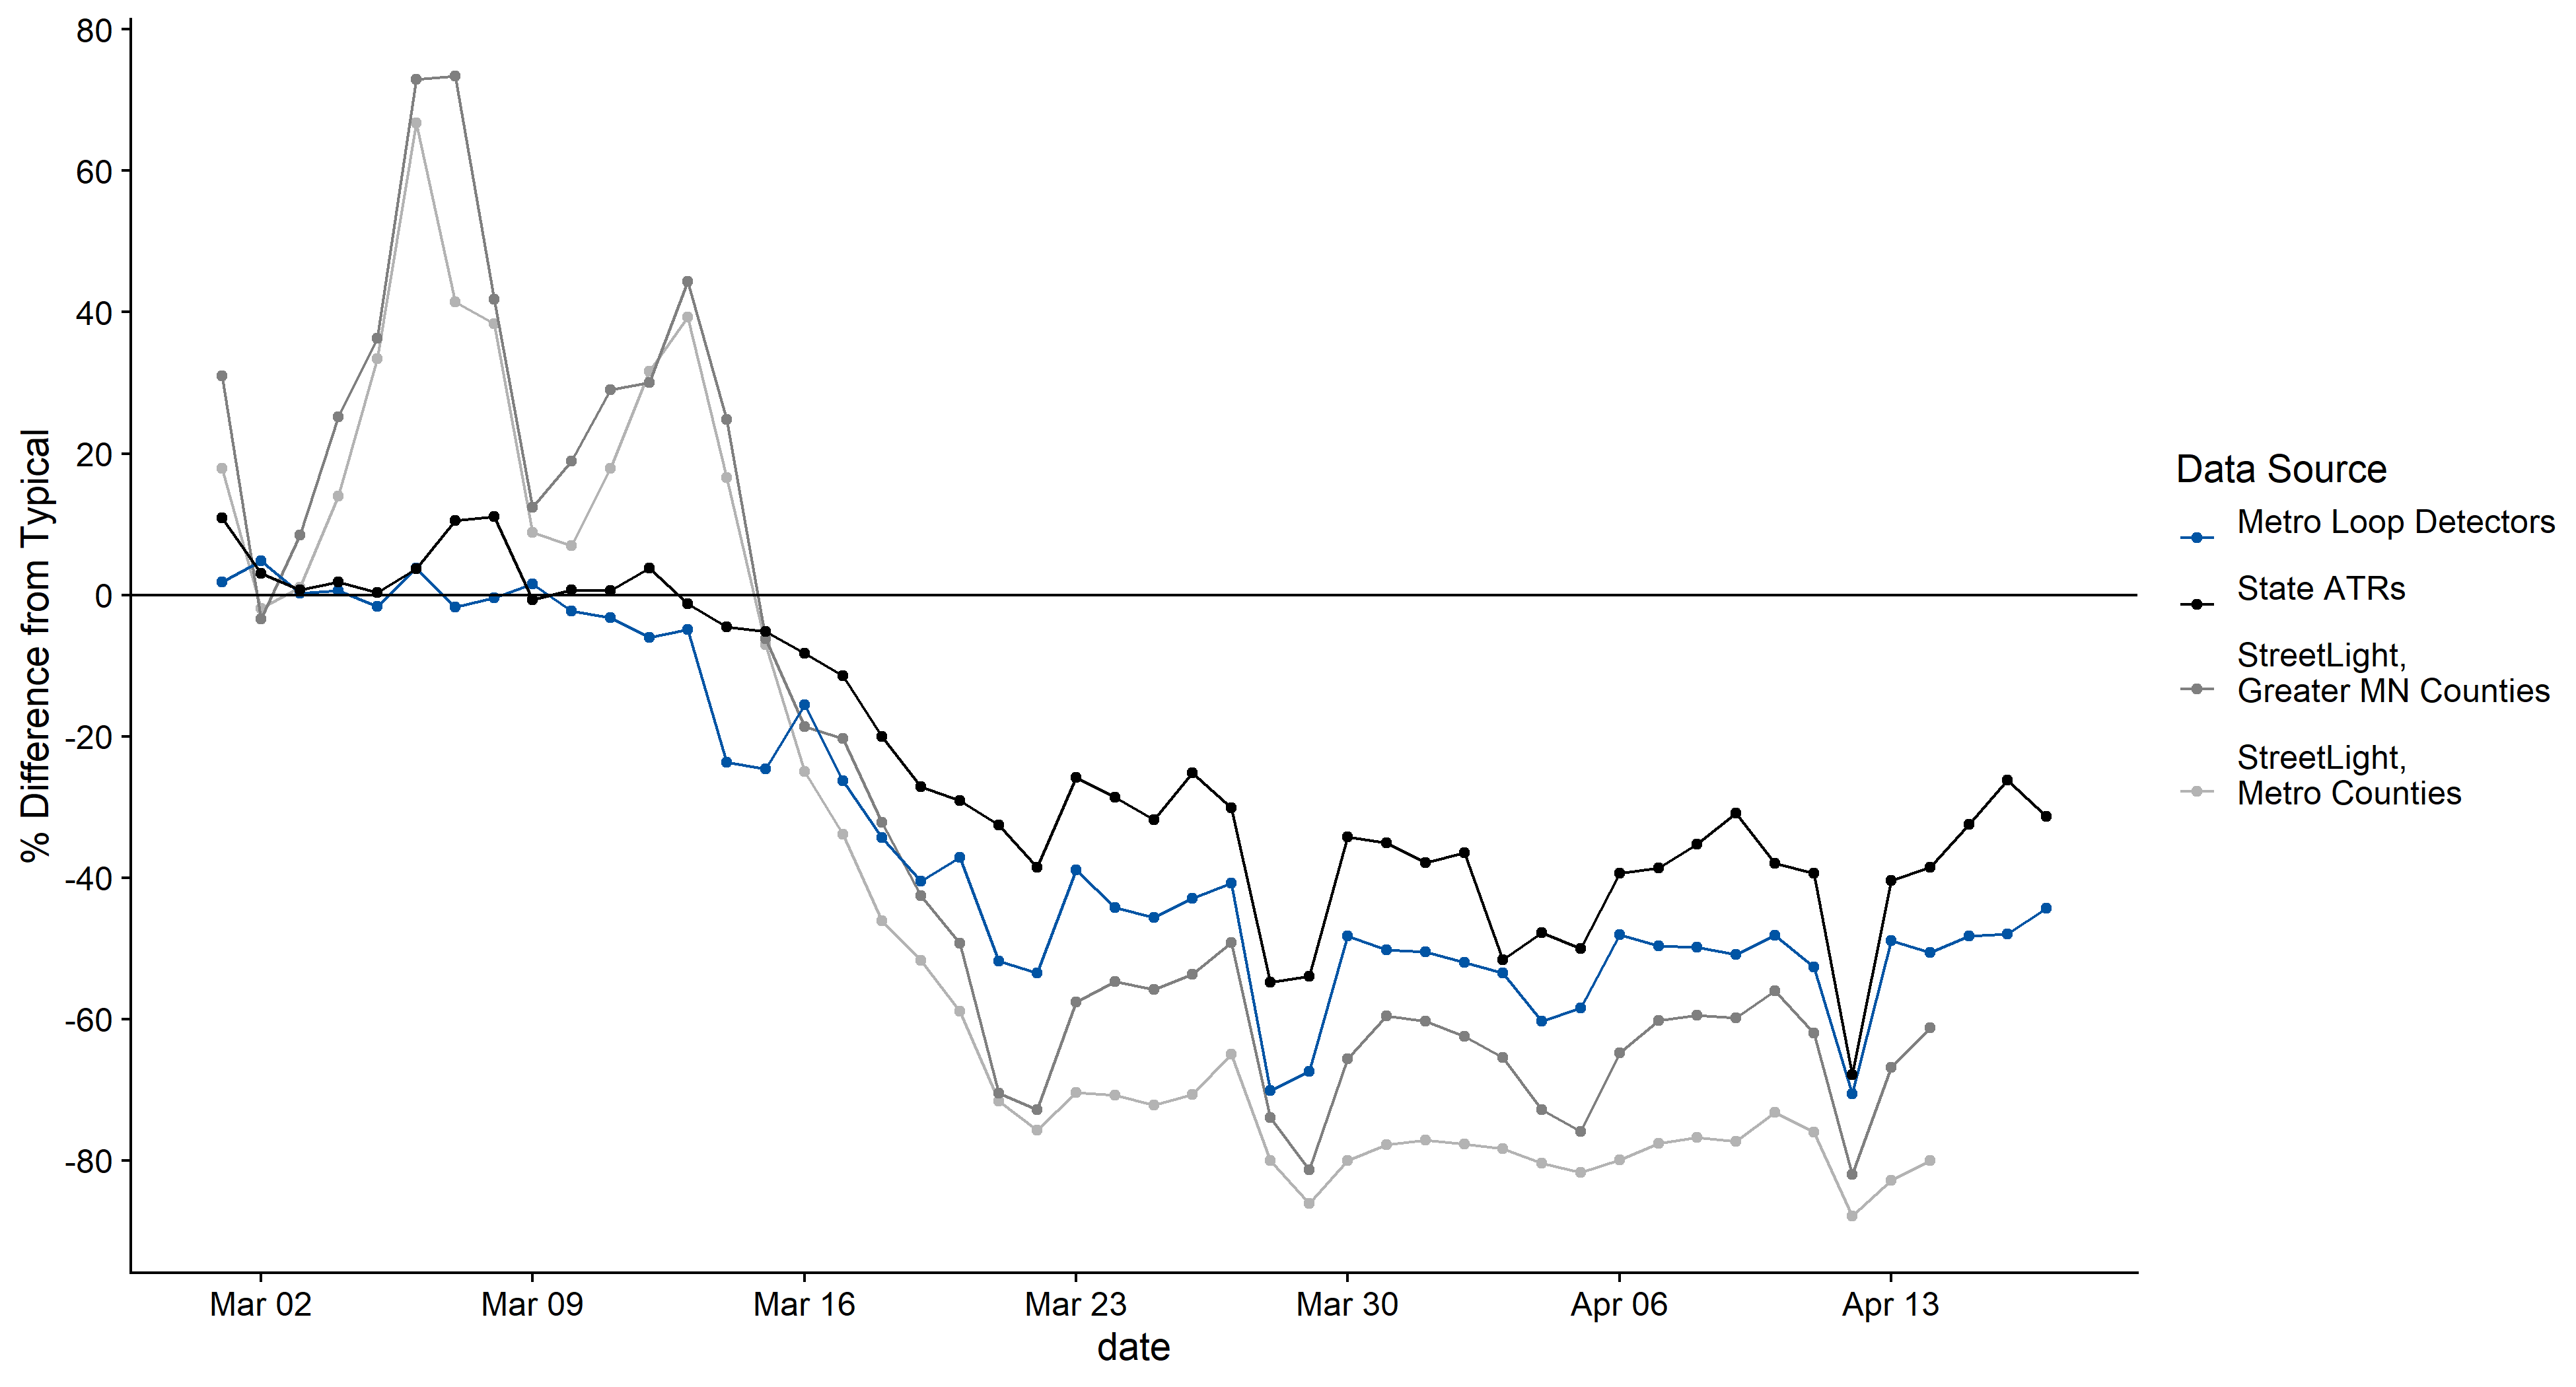 % Difference from Typical
80
60
40
20
0
-20
-40
-60
-80
Mar 02
Mar 09
Mar 16
Mar 23
Mar 30
Apr 06
Apr 13
date
Data Source
Metro Loop Detectors
State ATRs
StreetLight,
Greater MN Counties
StreetLight,
Metro Counties